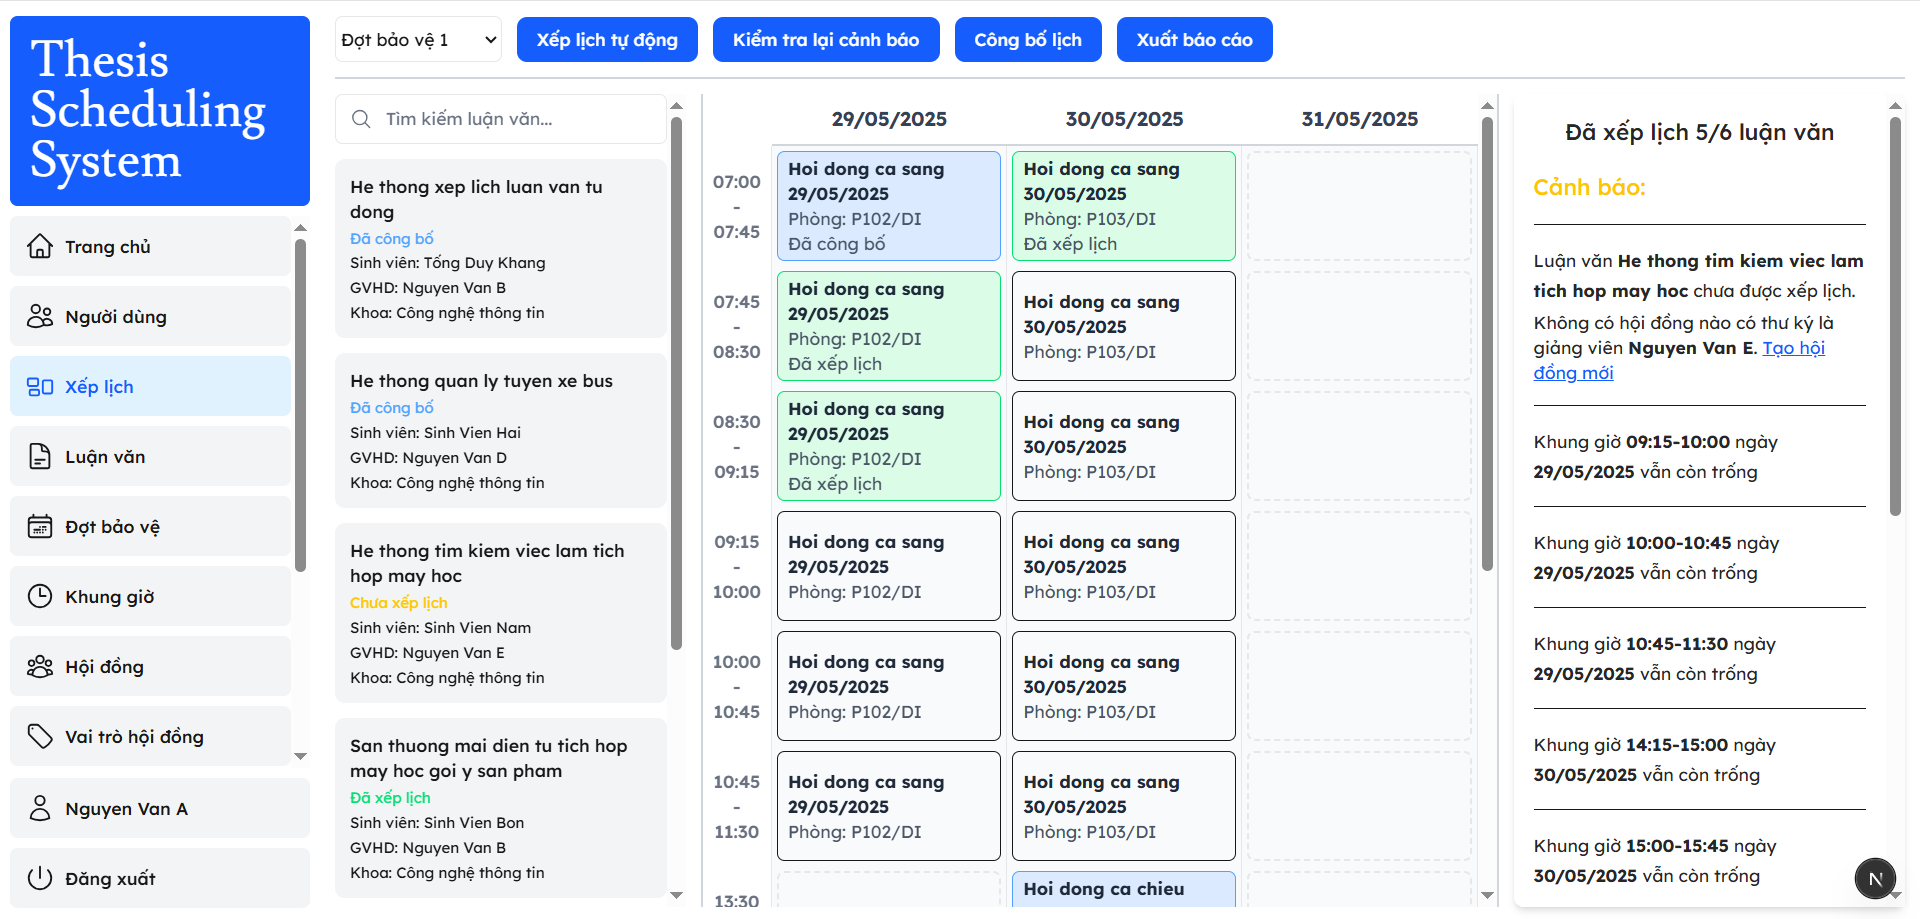 Thesis
Scheduling
System
Trang chủ
Người dùng
Xếp lịch
Luận văn
Đợt bảo vệ
Khung giờ
Hội đồng
Vai trò hội đồng
Nguyen Van A
Đăng xuất
Đợt bảo vệ 1
Xếp lịch tự động
Kiểm tra lại cảnh báo
Công bố lịch
Xuất báo cáo
Tìm kiếm luận văn...
He thong xep lich luan van tu
dong
Đã công bố
Sinh viên: Tống Duy Khang
GVHD: Nguyen Van B
Khoa: Công nghệ thông tin
He thong quan ly tuyen xe bus
Đã công bố
Sinh viên: Sinh Vien Hai
GVHD: Nguyen Van D
Khoa: Công nghệ thông tin
He thong tim kiem viec lam tich
hop may hoc
Chưa xếp lịch
Sinh viên: Sinh Vien Nam
GVHD: Nguyen Van E
Khoa: Công nghệ thông tin
San thuong mai dien tu tich hop
may hoc goi y san pham
Đã xếp lịch
Sinh viên: Sinh Vien Bon
GVHD: Nguyen Van B
Khoa: Công nghệ thông tin
29/05/2025
30/05/2025
31/05/2025
07:00
-
07:45
Hoi dong ca sang
29/05/2025
Phòng: P102/DI
Đã công bố
Hoi dong ca sang
30/05/2025
Phòng: P103/DI
Đã xếp lịch
07:45
-
08:30
Hoi dong ca sang
29/05/2025
Phòng: P102/DI
Đã xếp lịch
Hoi dong ca sang
30/05/2025
Phòng: P103/DI
08:30
-
09:15
Hoi dong ca sang
29/05/2025
Phòng: P102/DI
Đã xếp lịch
Hoi dong ca sang
30/05/2025
Phòng: P103/DI
09:15
-
10:00
Hoi dong ca sang
29/05/2025
Phòng: P102/DI
Hoi dong ca sang
30/05/2025
Phòng: P103/DI
10:00
-
10:45
Hoi dong ca sang
29/05/2025
Phòng: P102/DI
Hoi dong ca sang
30/05/2025
Phòng: P103/DI
10:45
-
11:30
Hoi dong ca sang
29/05/2025
Phòng: P102/DI
Hoi dong ca sang
30/05/2025
Phòng: P103/DI
13:30
Hoi dong ca chieu
Đã xếp lịch 5/6 luận văn
Cảnh báo:
Luận văn He thong tim kiem viec lam
tich hop may hoc chưa được xếp lịch.
Không có hội đồng nào có thư ký là
giảng viên Nguyen Van E. Tạo hội
đồng mới
Khung giờ 09:15-10:00 ngày
29/05/2025 vẫn còn trống
Khung giờ 10:00-10:45 ngày
29/05/2025 vẫn còn trống
Khung giờ 10:45-11:30 ngày
29/05/2025 vẫn còn trống
Khung giờ 14:15-15:00 ngày
30/05/2025 vẫn còn trống
Khung giờ 15:00-15:45 ngày
30/05/2025 vẫn còn trống
N